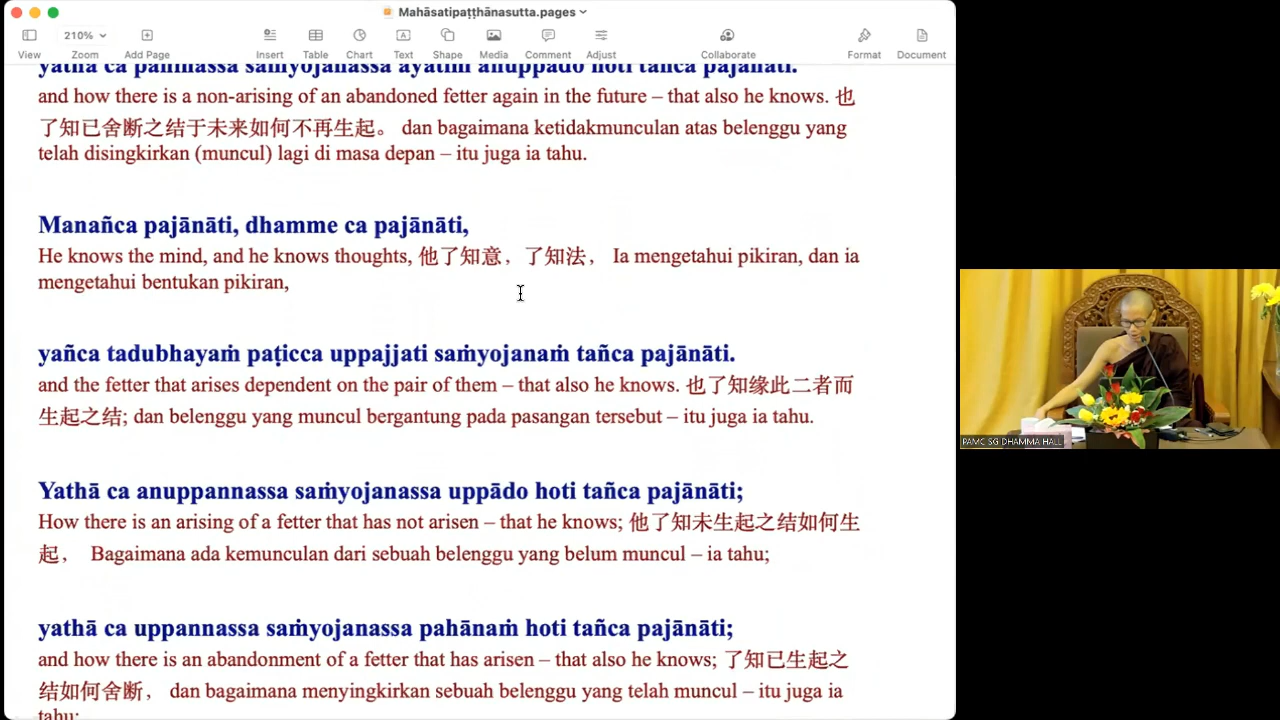 Mahāsatipaṭṭhānasutta.pages
210%
View Zoom Add Page Insert Table Chart Text Shape Media Comment Adjust Collaborate Format Document
yathā ca pahīnassa saṁyojanassa āyatiṁ anuppādo hoti tañca pajānāti.
and how there is a non-arising of an abandoned fetter again in the future – that also he knows. 也
了知已舍断之结于未来如何不再生起。 dan bagaimana ketidakmunculan atas belenggu yang
telah disingkirkan (muncul) lagi di masa depan – itu juga ia tahu.
Manañca pajānāti, dhamme ca pajānāti,
He knows the mind, and he knows thoughts, 他了知意，了知法， Ia mengetahui pikiran, dan ia
mengetahui bentukan pikiran,
yañca tadubhayaṁ paṭicca uppajjati saṁyojanaṁ tañca pajānāti.
and the fetter that arises dependent on the pair of them – that also he knows. 也了知缘此二者而
生起之结; dan belenggu yang muncul bergantung pada pasangan tersebut – itu juga ia tahu.
Yathā ca anuppannassa saṁyojanassa uppādo hoti tañca pajānāti;
How there is an arising of a fetter that has not arisen – that he knows; 他了知未生起之结如何生
起， Bagaimana ada kemunculan dari sebuah belenggu yang belum muncul – ia tahu;
yathā ca uppannassa saṁyojanassa pahānaṁ hoti tañca pajānāti;
and how there is an abandonment of a fetter that has arisen – that also he knows; 了知已生起之
结如何舍断， dan bagaimana menyingkirkan sebuah belenggu yang telah muncul – itu juga ia
tahu;
PAMC SG DHAMMA HALL